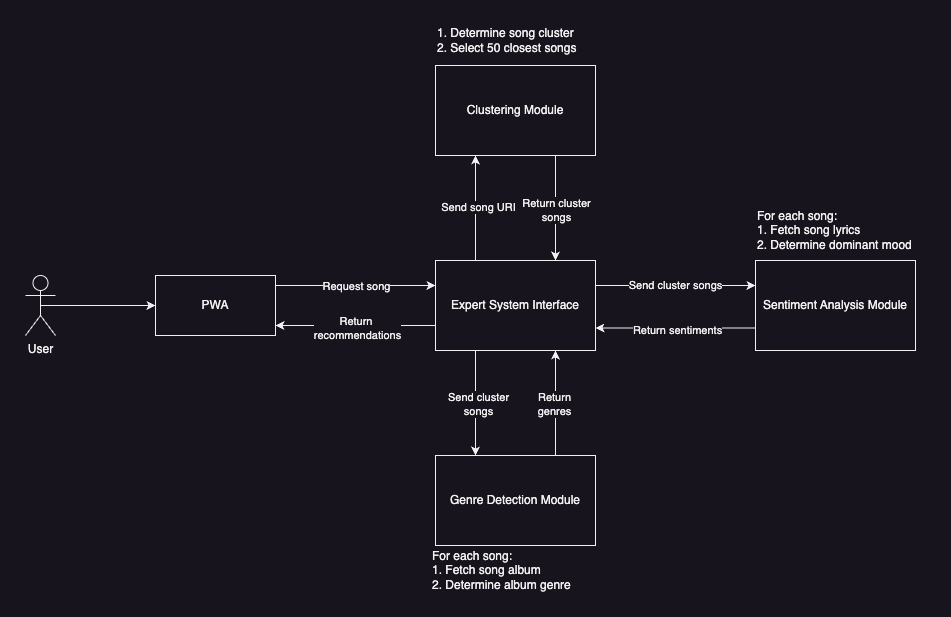 1. Determine song cluster
2. Select 50 closest songs
Clustering Module
Send song URI
Return cluster
songs
For each song:
1. Fetch song lyrics
2. Determine dominant mood
User
PWA
Request song
Return
recommendations
Expert System Interface
Send cluster songs
Return sentiments
Sentiment Analysis Module
Send cluster
songs
Return
genres
Genre Detection Module
For each song:
1. Fetch song album
2. Determine album genre